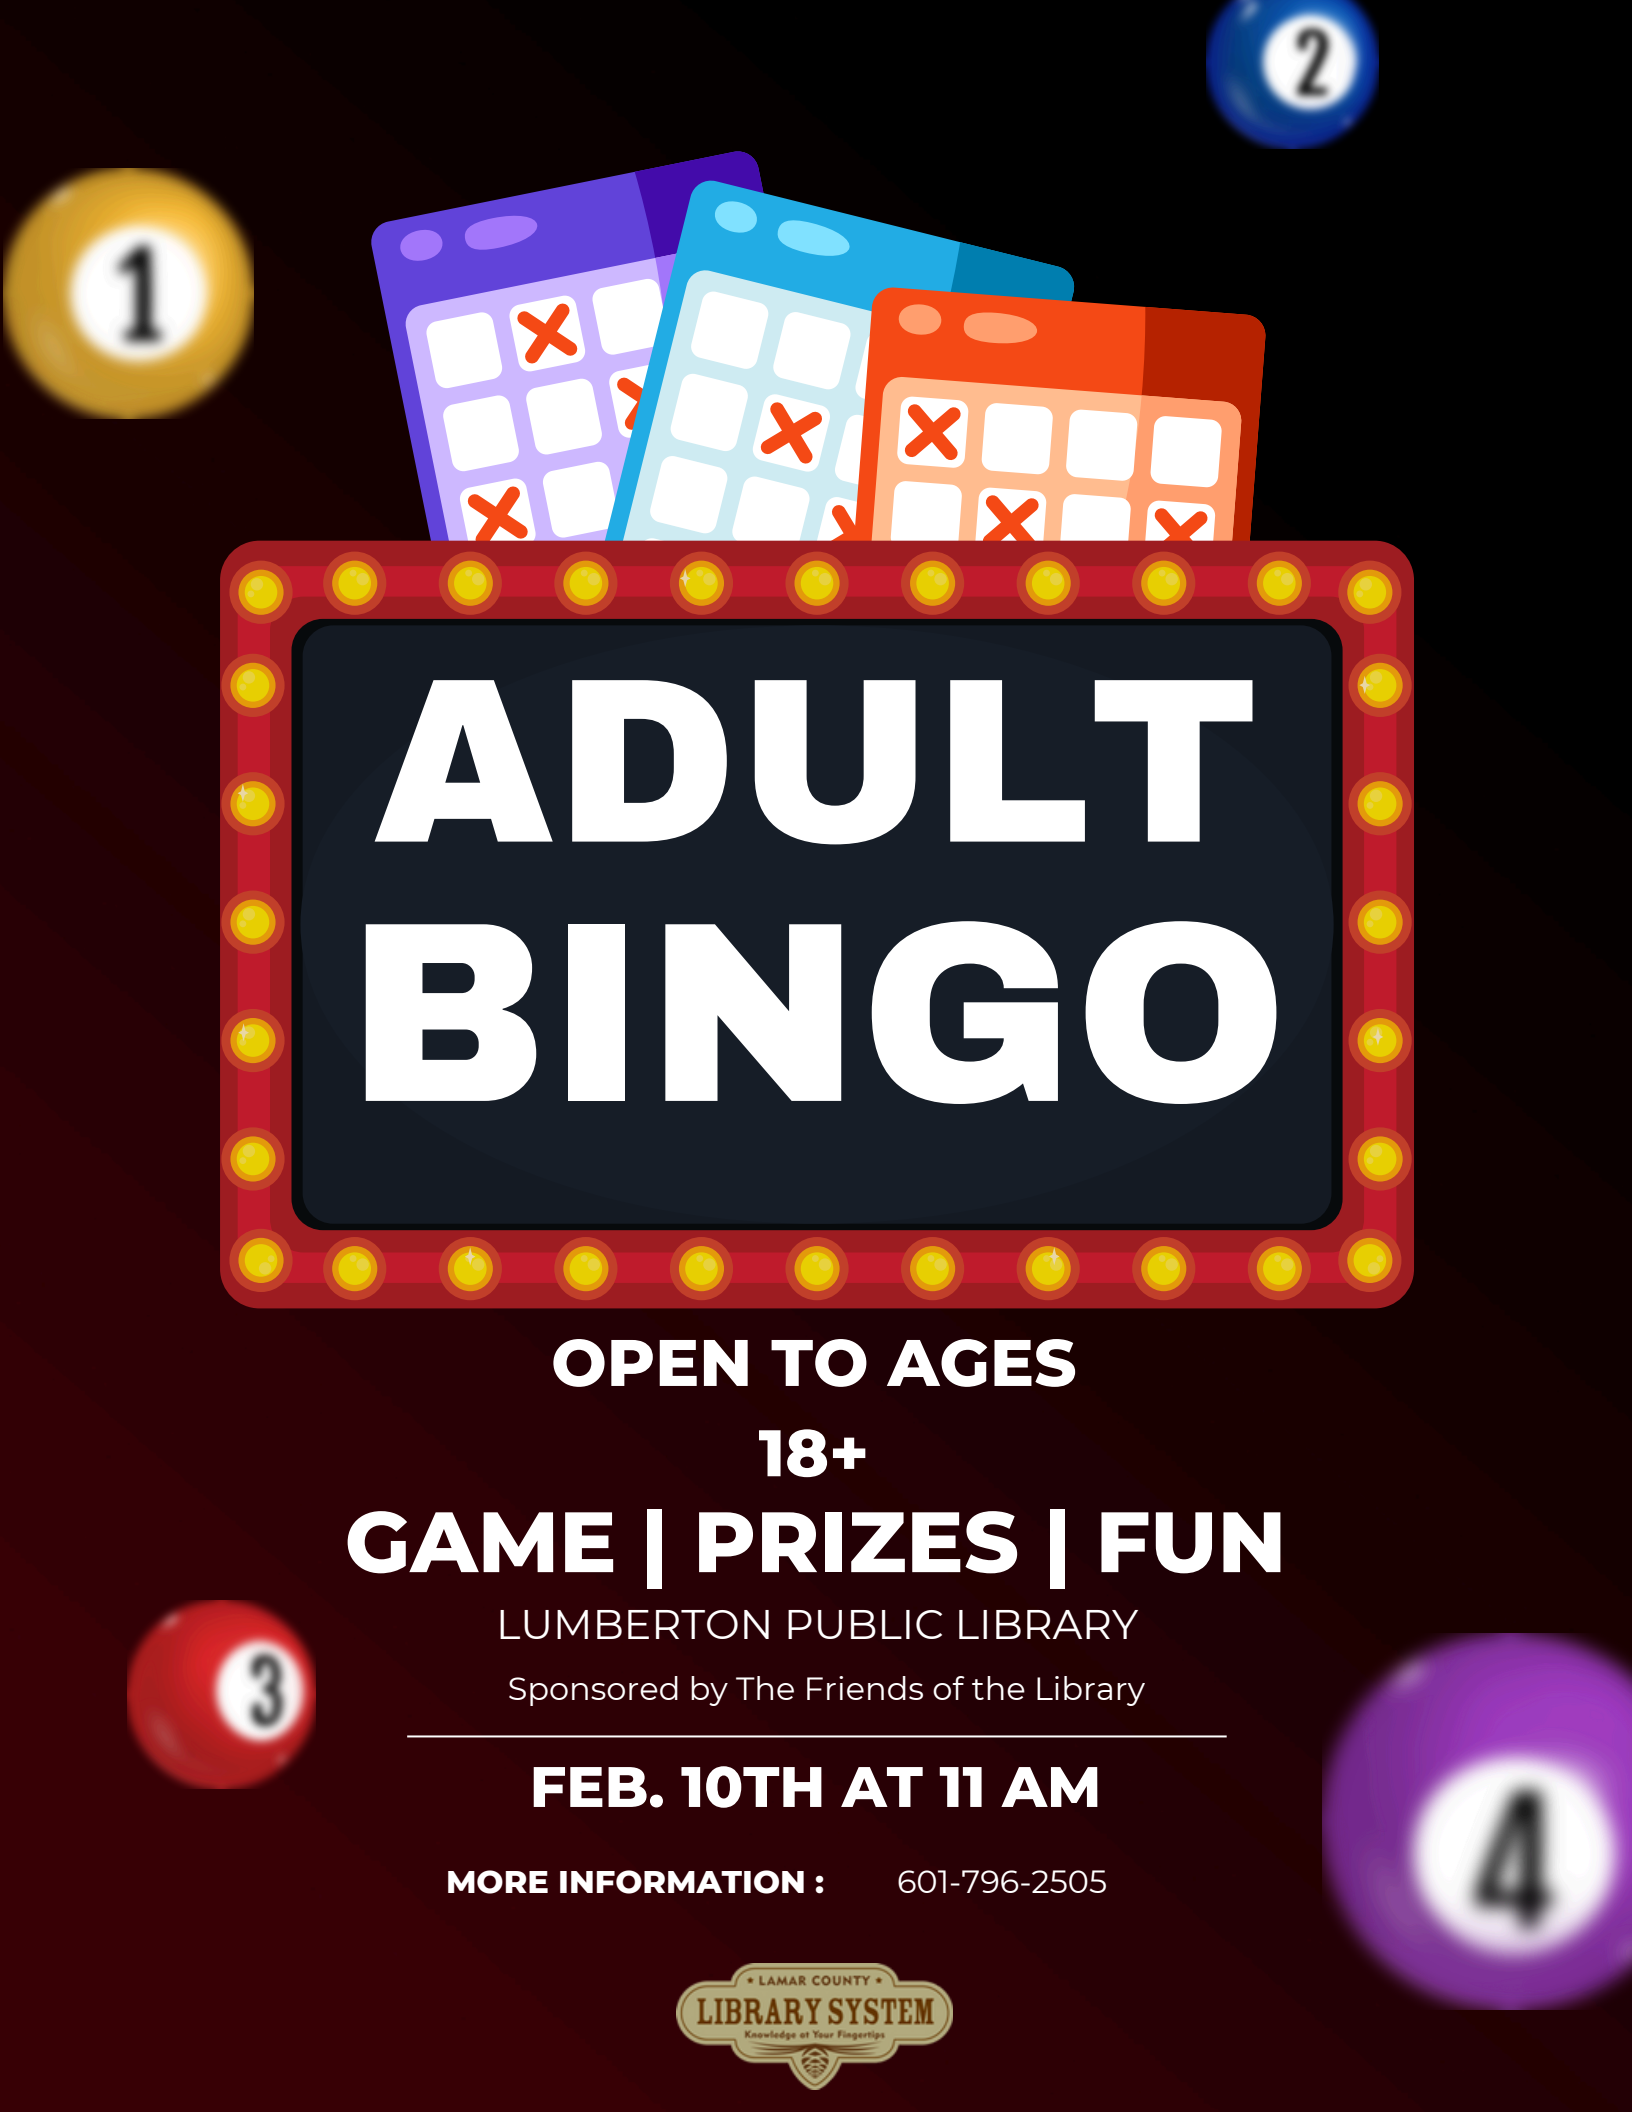 2
1
ADULT
BINGO
OPEN TO AGES
18+
GAME | PRIZES | FUN
LUMBERTON PUBLIC LIBRARY
Sponsored by The Friends of the Library
3
FEB. 10TH AT 11 AM
4
MORE INFORMATION : 601-796-2505
LAMAR COUNTY
LIBRARY SYSTEM
Knowledge at Your Fingertips